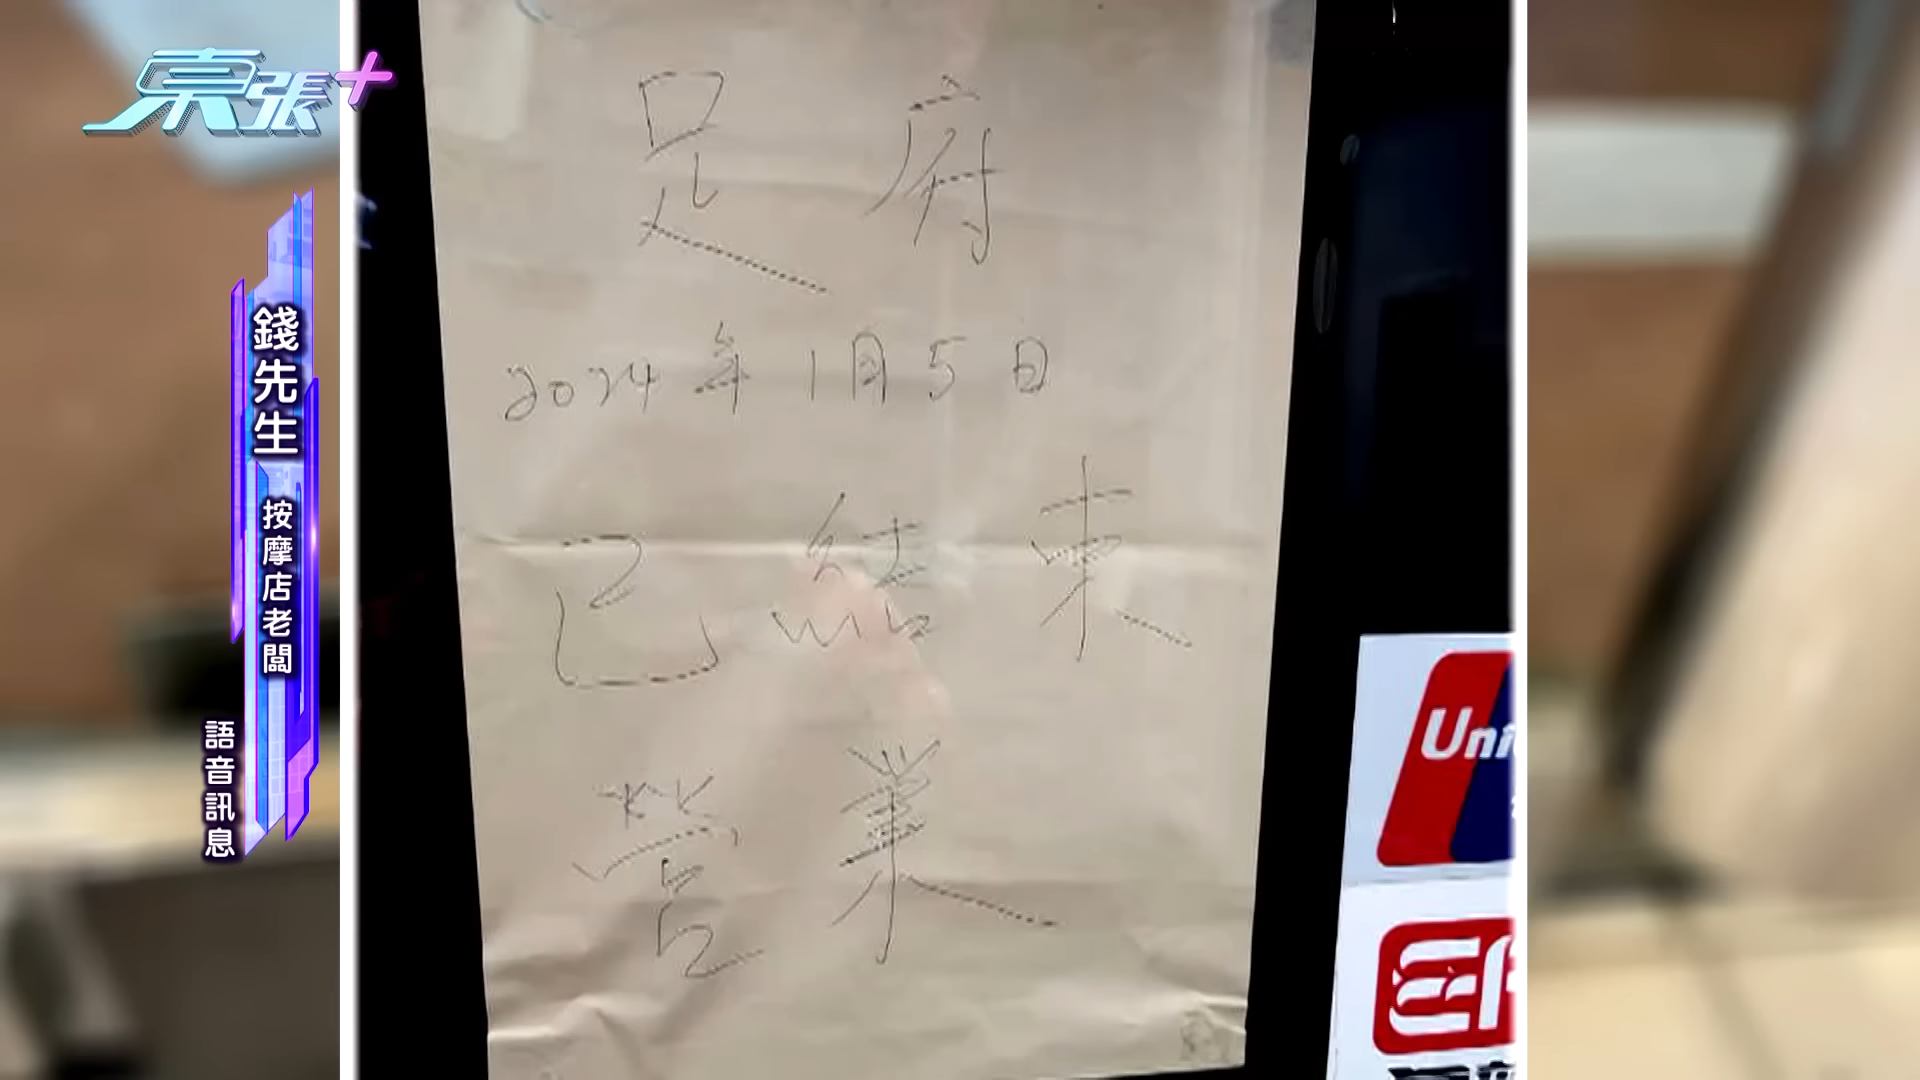 東張+
錢先生
按摩店老闆
語音訊息
足府
2024年1月5日
已結束
營業
Uni